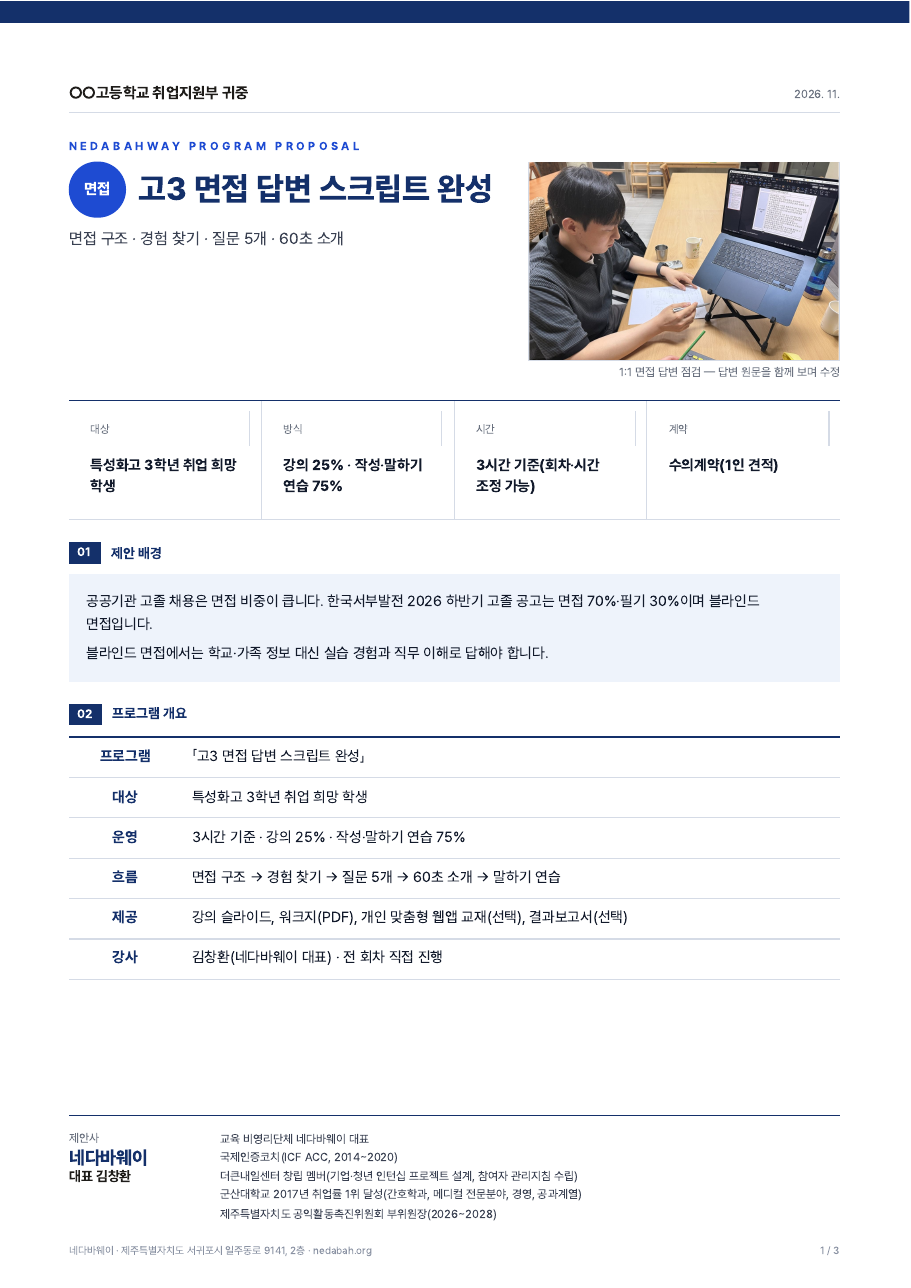 〇〇고등학교 취업지원부 귀중
2026. 11.
NEDABAHWAY PROGRAM PROPOSAL
면접
고3 면접 답변 스크립트 완성
면접 구조 · 경험 찾기 · 질문 5개 · 60초 소개
1:1 면접 답변 점검 — 답변 원문을 함께 보며 수정
대상
특성화고 3학년 취업 희망
학생
방식
강의 25% · 작성·말하기
연습 75%
시간
3시간 기준(회차·시간
조정 가능)
계약
수의계약(1인 견적)
01 제안 배경
공공기관 고졸 채용은 면접 비중이 큽니다. 한국서부발전 2026 하반기 고졸 공고는 면접 70%·필기 30%이며 블라인드
면접입니다.
블라인드 면접에서는 학교·가족 정보 대신 실습 경험과 직무 이해로 답해야 합니다.
02 프로그램 개요
프로그램 「고3 면접 답변 스크립트 완성」
대상 특성화고 3학년 취업 희망 학생
운영 3시간 기준 · 강의 25% · 작성·말하기 연습 75%
흐름 면접 구조 → 경험 찾기 → 질문 5개 → 60초 소개 → 말하기 연습
제공 강의 슬라이드, 워크지(PDF), 개인 맞춤형 웹앱 교재(선택), 결과보고서(선택)
강사 김창환(네다바웨이 대표) · 전 회차 직접 진행
제안사
네다바웨이
대표 김창환
교육 비영리단체 네다바웨이 대표
국제인증코치(ICF ACC, 2014~2020)
더큰내일센터 창립 멤버(기업·청년 인턴십 프로젝트 설계, 참여자 관리지침 수립)
군산대학교 2017년 취업률 1위 달성(간호학과, 메디컬 전문분야, 경영, 공과계열)
제주특별자치도 공익활동촉진위원회 부위원장(2026~2028)
네다바웨이 · 제주특별자치도 서귀포시 일주동로 9141, 2층 · nedabah.org
1 / 3